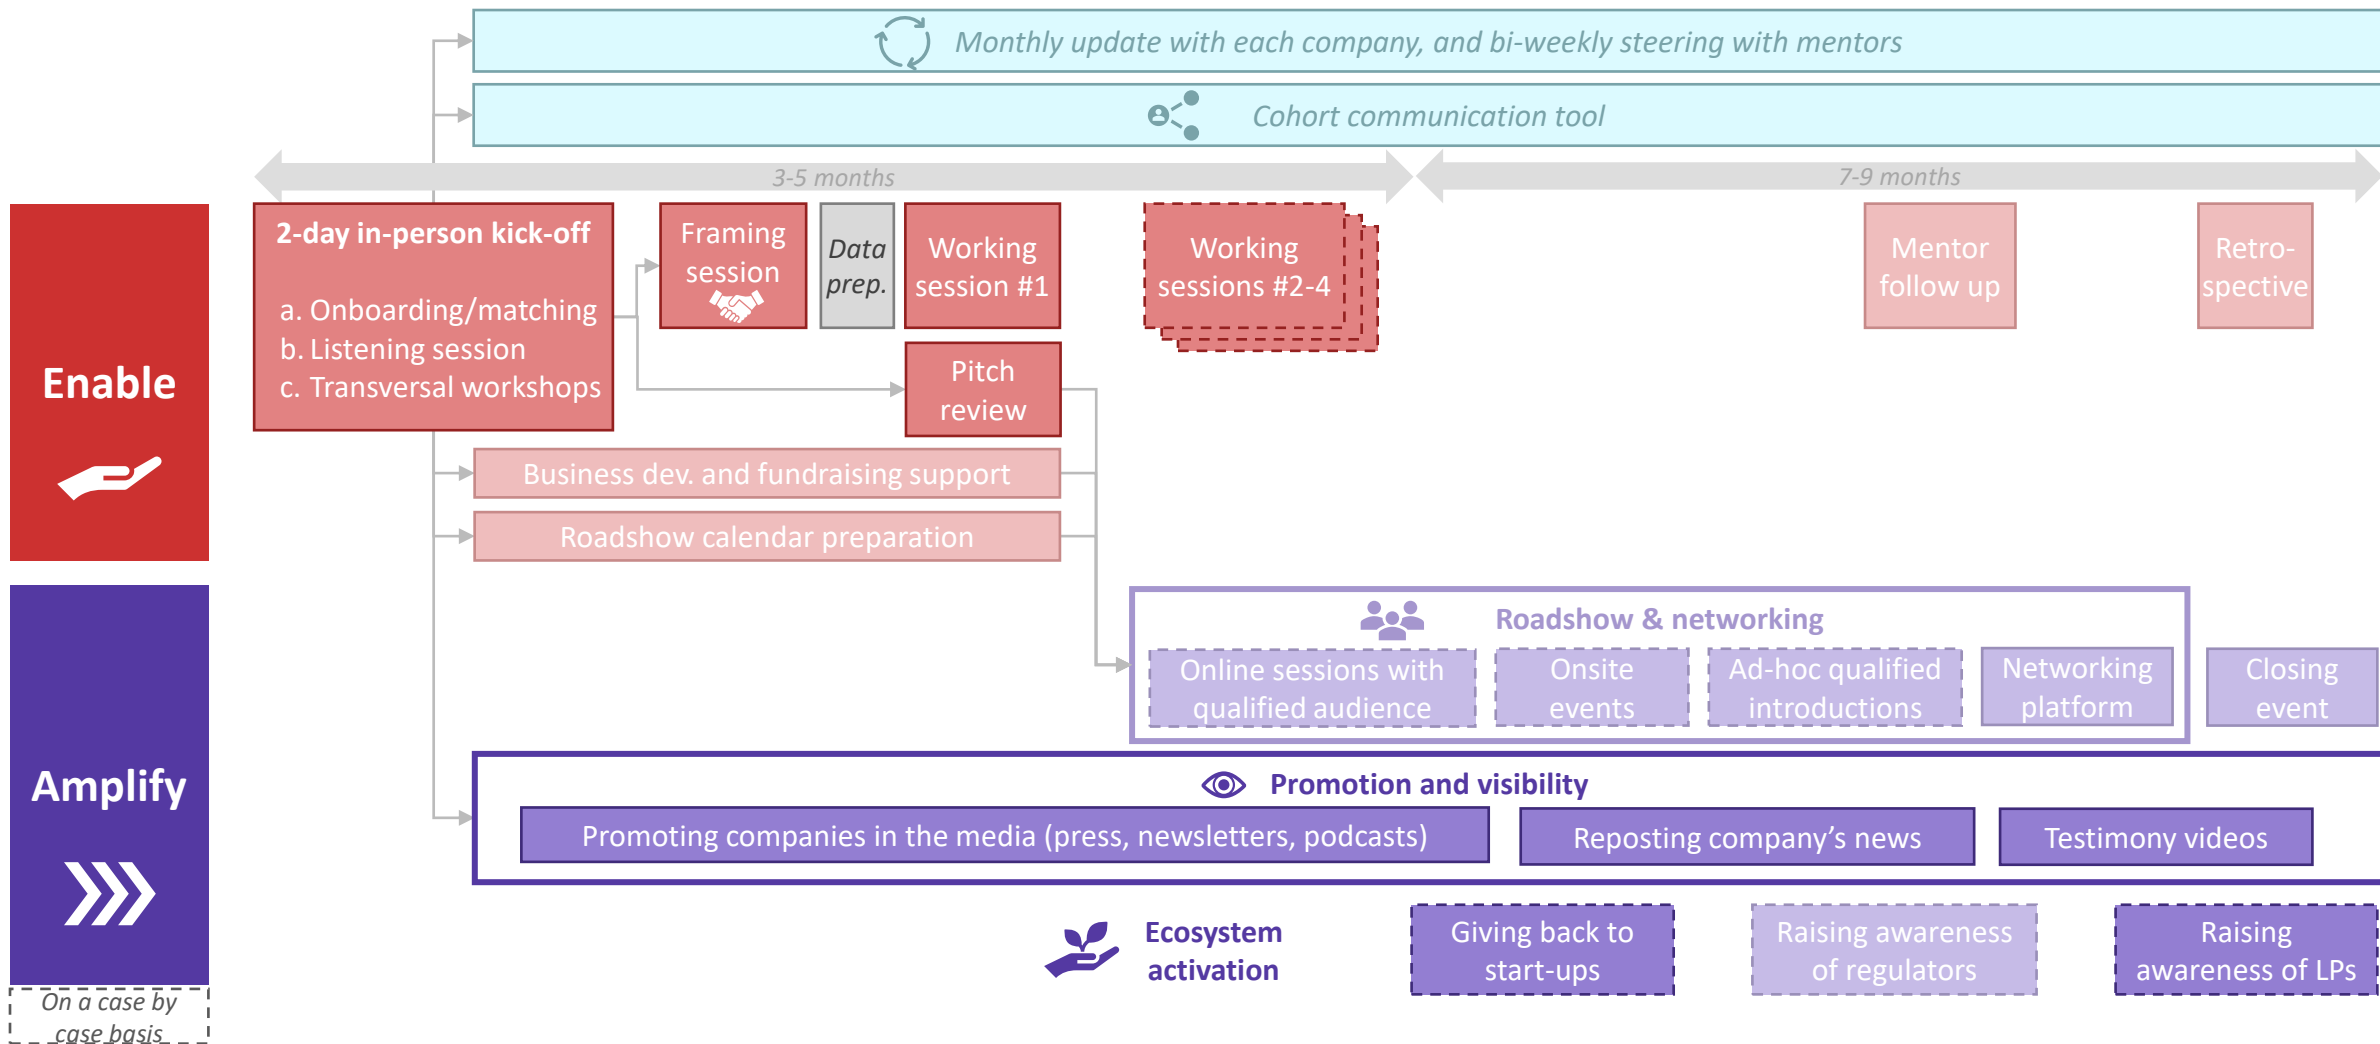 Monthly update with each company, and bi-weekly steering with mentors
Cohort communication tool
3-5 months
7-9 months
Enable
2-day in-person kick-off
a. Onboarding/matching
b. Listening session
c. Transversal workshops
Framing
session
Data
prep.
Working
session #1
Working
sessions #2-4
Mentor
follow up
Retro-
spective
Pitch
review
Business dev. and fundraising support
Roadshow calendar preparation
Amplify
Roadshow & networking
Online sessions with
qualified audience
Onsite
events
Ad-hoc qualified
introductions
Networking
platform
Closing
event
Promotion and visibility
Promoting companies in the media (press, newsletters, podcasts)
Reposting company’s news
Testimony videos
Ecosystem
activation
Giving back to
start-ups
Raising awareness
of regulators
Raising
awareness of LPs
On a case by
case basis